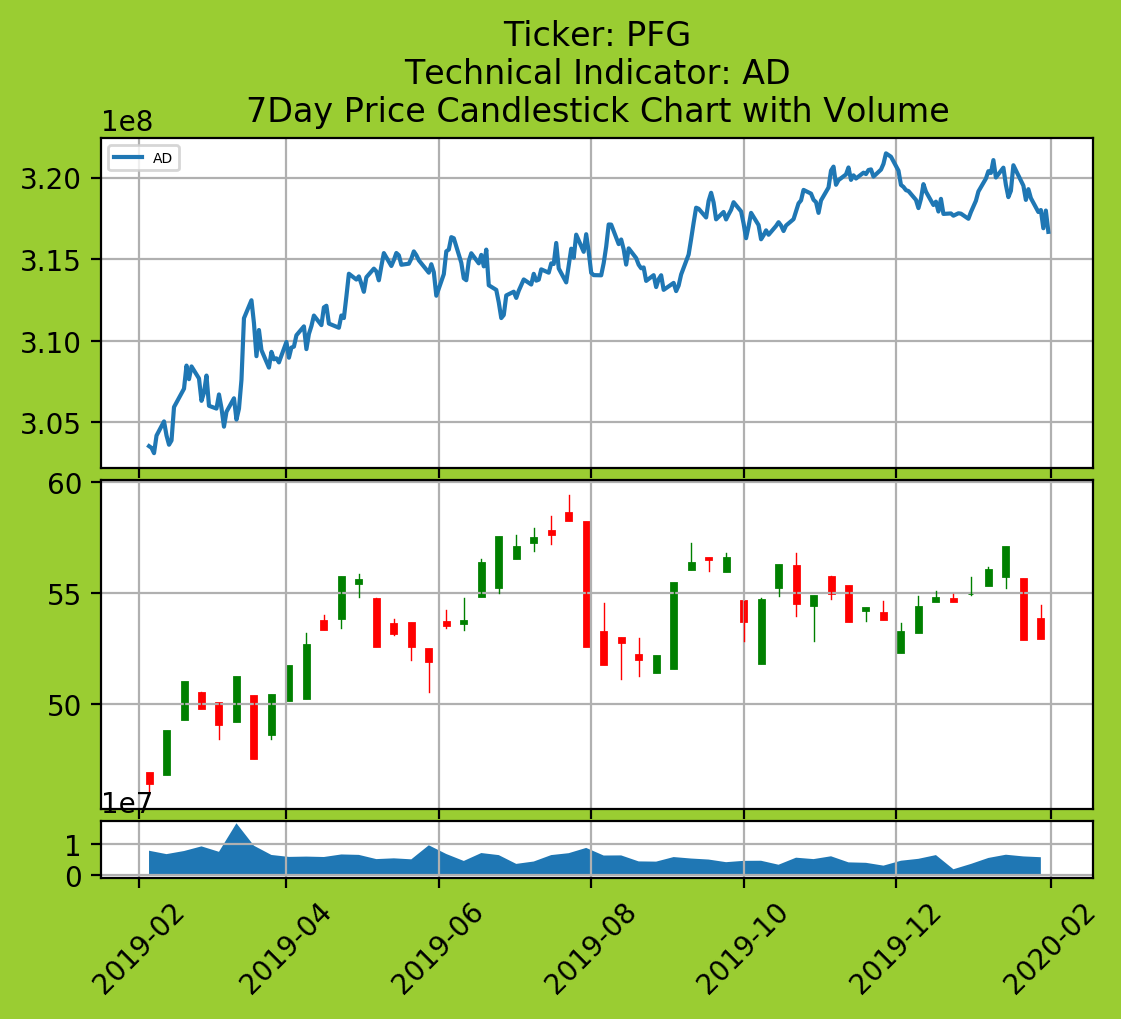 Ticker: PFG
Technical Indicator: AD
7Day Price Candlestick Chart with Volume
1e8
AD
3.20
3.15
3.10
3.05
60
55
50
1e7
1
0
2019-02
2019-04
2019-06
2019-08
2019-10
2019-12
2020-02